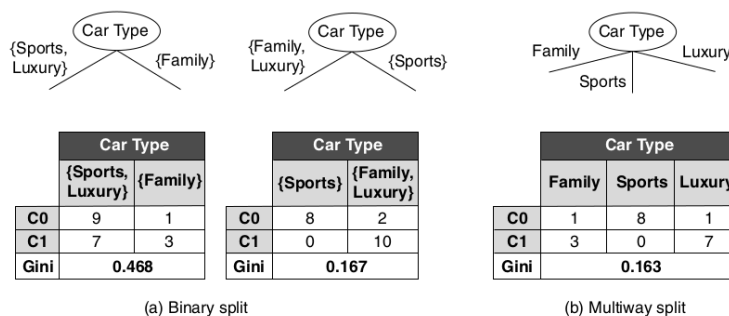 Car Type
{Sports,
Luxury}
{Family}
Car Type
{Family,
Luxury}
{Sports}
Car Type
Family
Sports
Luxury
Car Type
{Sports,
Luxury} {Family}
C0 9 1
C1 7 3
Gini 0.468
Car Type
{Sports} {Family,
Luxury}
C0 8 2
C1 0 10
Gini 0.167
Car Type
Family Sports Luxury
C0 1 8 1
C1 3 0 7
Gini 0.163
(a) Binary split
(b) Multiway split